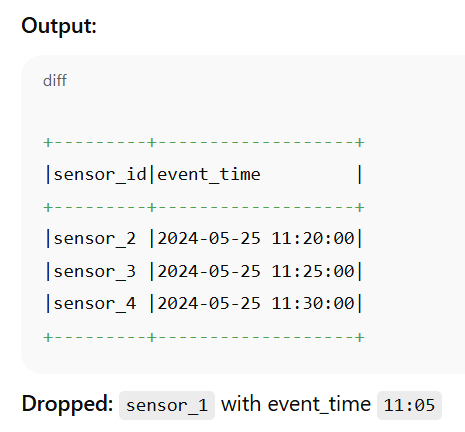 Output:
diff
+---------+-------------------+
|sensor_id|event_time         |
+---------+-------------------+
|sensor_2 |2024-05-25 11:20:00|
|sensor_3 |2024-05-25 11:25:00|
|sensor_4 |2024-05-25 11:30:00|
+---------+-------------------+
Dropped: sensor_1 with event_time 11:05